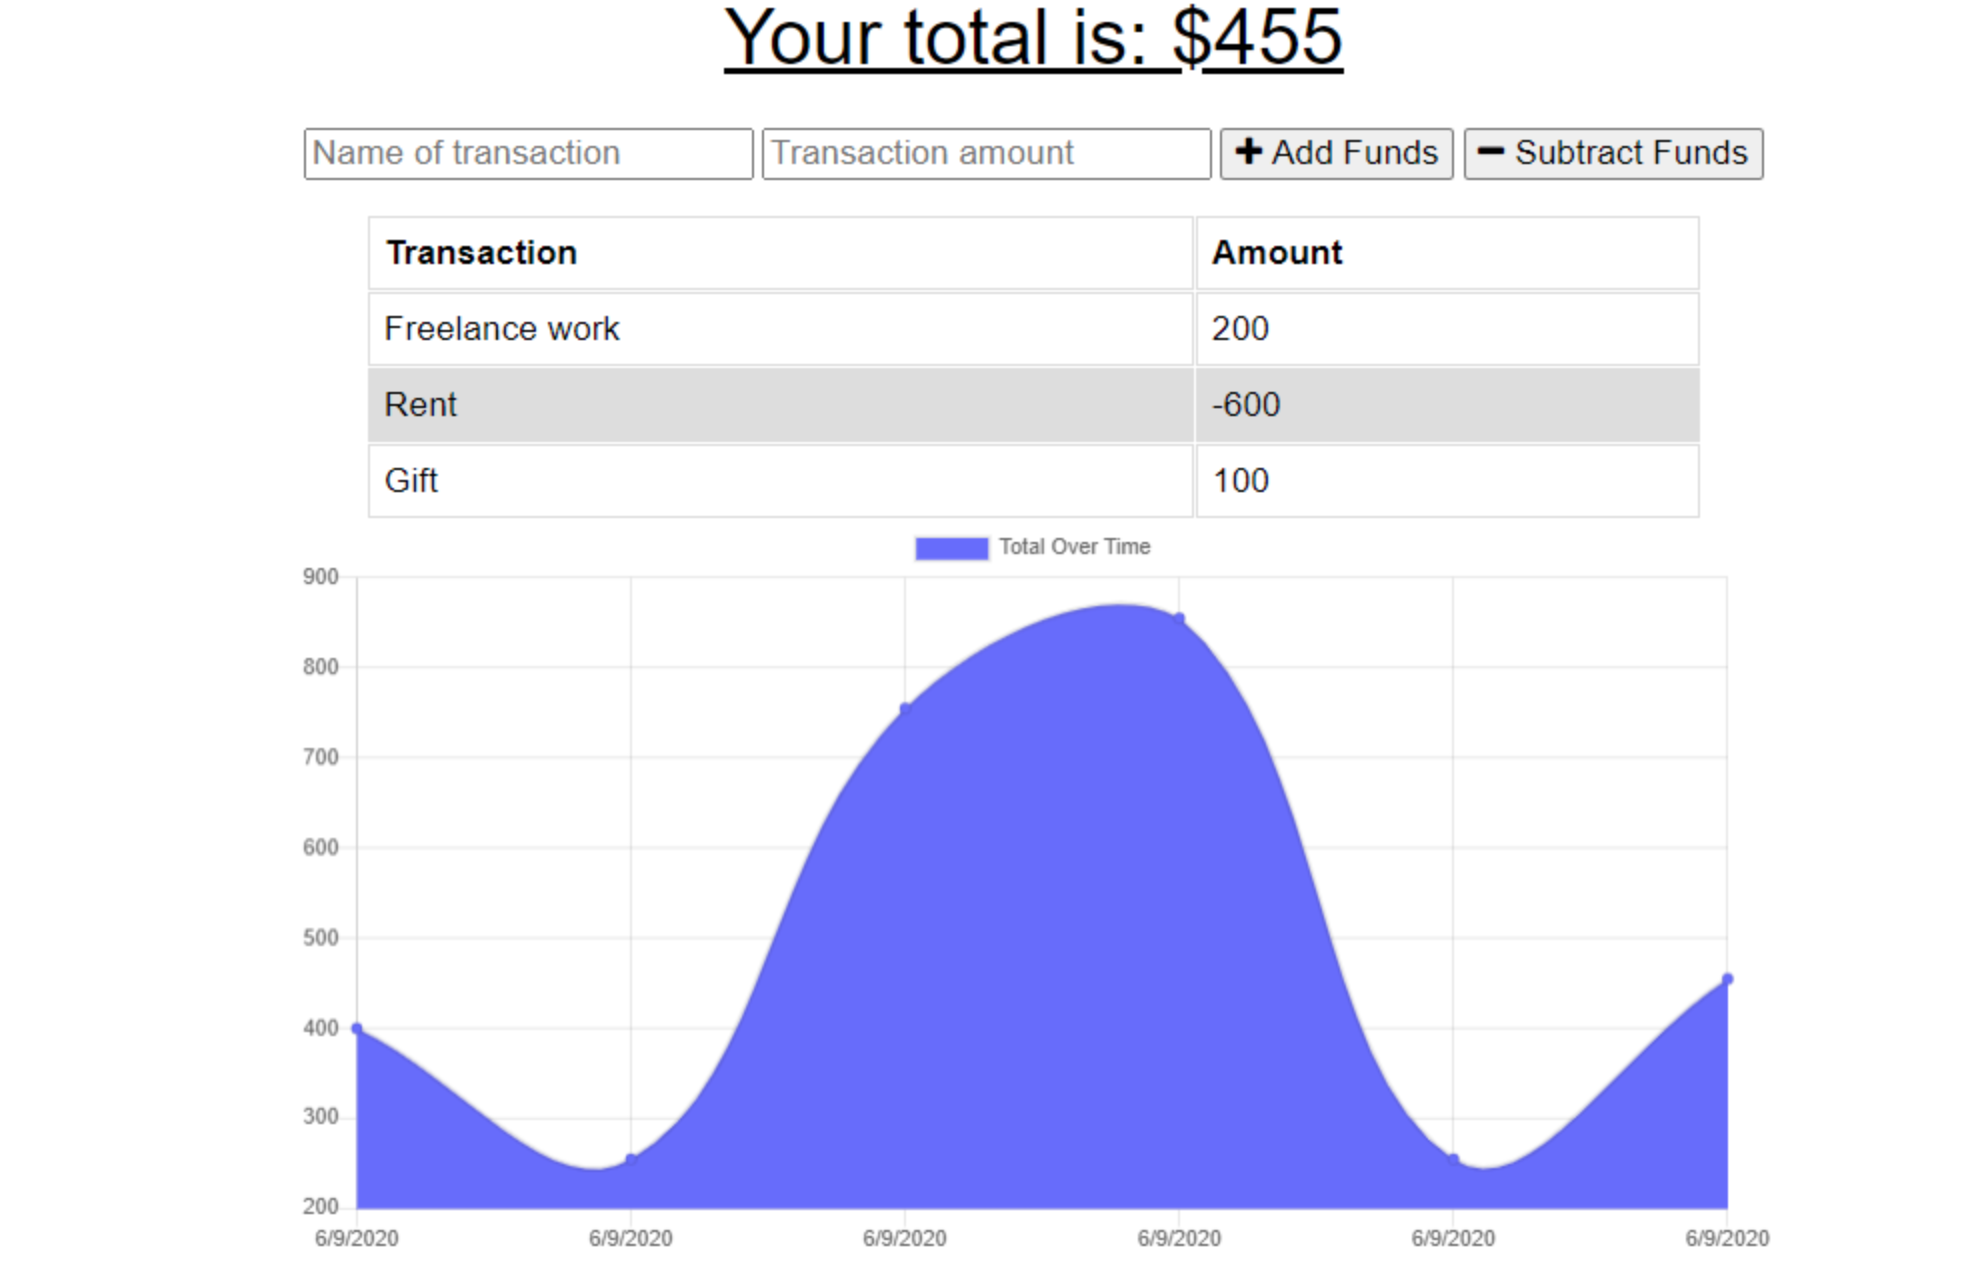 Your total is: $455
Name of transaction Transaction amount + Add Funds − Subtract Funds
Transaction Amount
Freelance work 200
Rent -600
Gift 100
Total Over Time
900
800
700
600
500
400
300
200
6/9/2020 6/9/2020 6/9/2020 6/9/2020 6/9/2020 6/9/2020